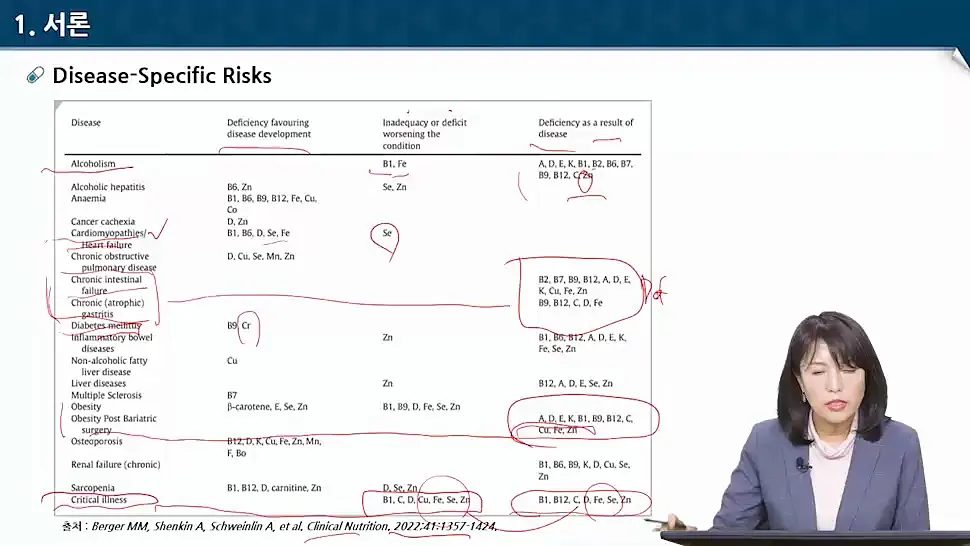 1. 서론
Disease-Specific Risks
Disease Deficiency favouring Inadequacy or deficit Deficiency as a result of
disease development worsening the disease
condition
Alcoholism B1, Fe A, D, E, K, B1, B2, B6, B7,
B9, B12, C, Zn
Alcoholic hepatitis B6, Zn Se, Zn
Anaemia B1, B6, B9, B12, Fe, Cu,
Co
Cancer cachexia D, Zn
Cardiomyopathies/ B1, B6, D, Se, Fe Se
Heart failure
Chronic obstructive D, Cu, Se, Mn, Zn
pulmonary disease
Chronic intestinal B2, B7, B9, B12, A, D, E,
failure K, Cu, Fe, Zn
Chronic (atrophic) B9, B12, C, D, Fe
gastritis
Diabetes mellitus B9, Cr
Inflammatory bowel Zn B1, B6, B12, A, D, E, K,
diseases Fe, Se, Zn
Non-alcoholic fatty Cu
liver disease
Liver diseases Zn B12, A, D, E, Se, Zn
Multiple Sclerosis B7
Obesity β-carotene, E, Se, Zn B1, B9, D, Fe, Se, Zn
Obesity Post Bariatric A, D, E, K, B1, B9, B12, C,
surgery Cu, Fe, Zn
Osteoporosis B12, D, K, Cu, Fe, Zn, Mn,
F, Bo
Renal failure (chronic) B1, B6, B9, K, D, Cu, Se,
Zn
Sarcopenia B1, B12, D, carnitine, Zn D, Se, Zn
Critical illness B1, C, D, Cu, Fe, Se, Zn B1, B12, C, D, Fe, Se, Zn
출처 : Berger MM, Shenkin A, Schweinlin A, et al. Clinical Nutrition, 2022:41:1357-1424.